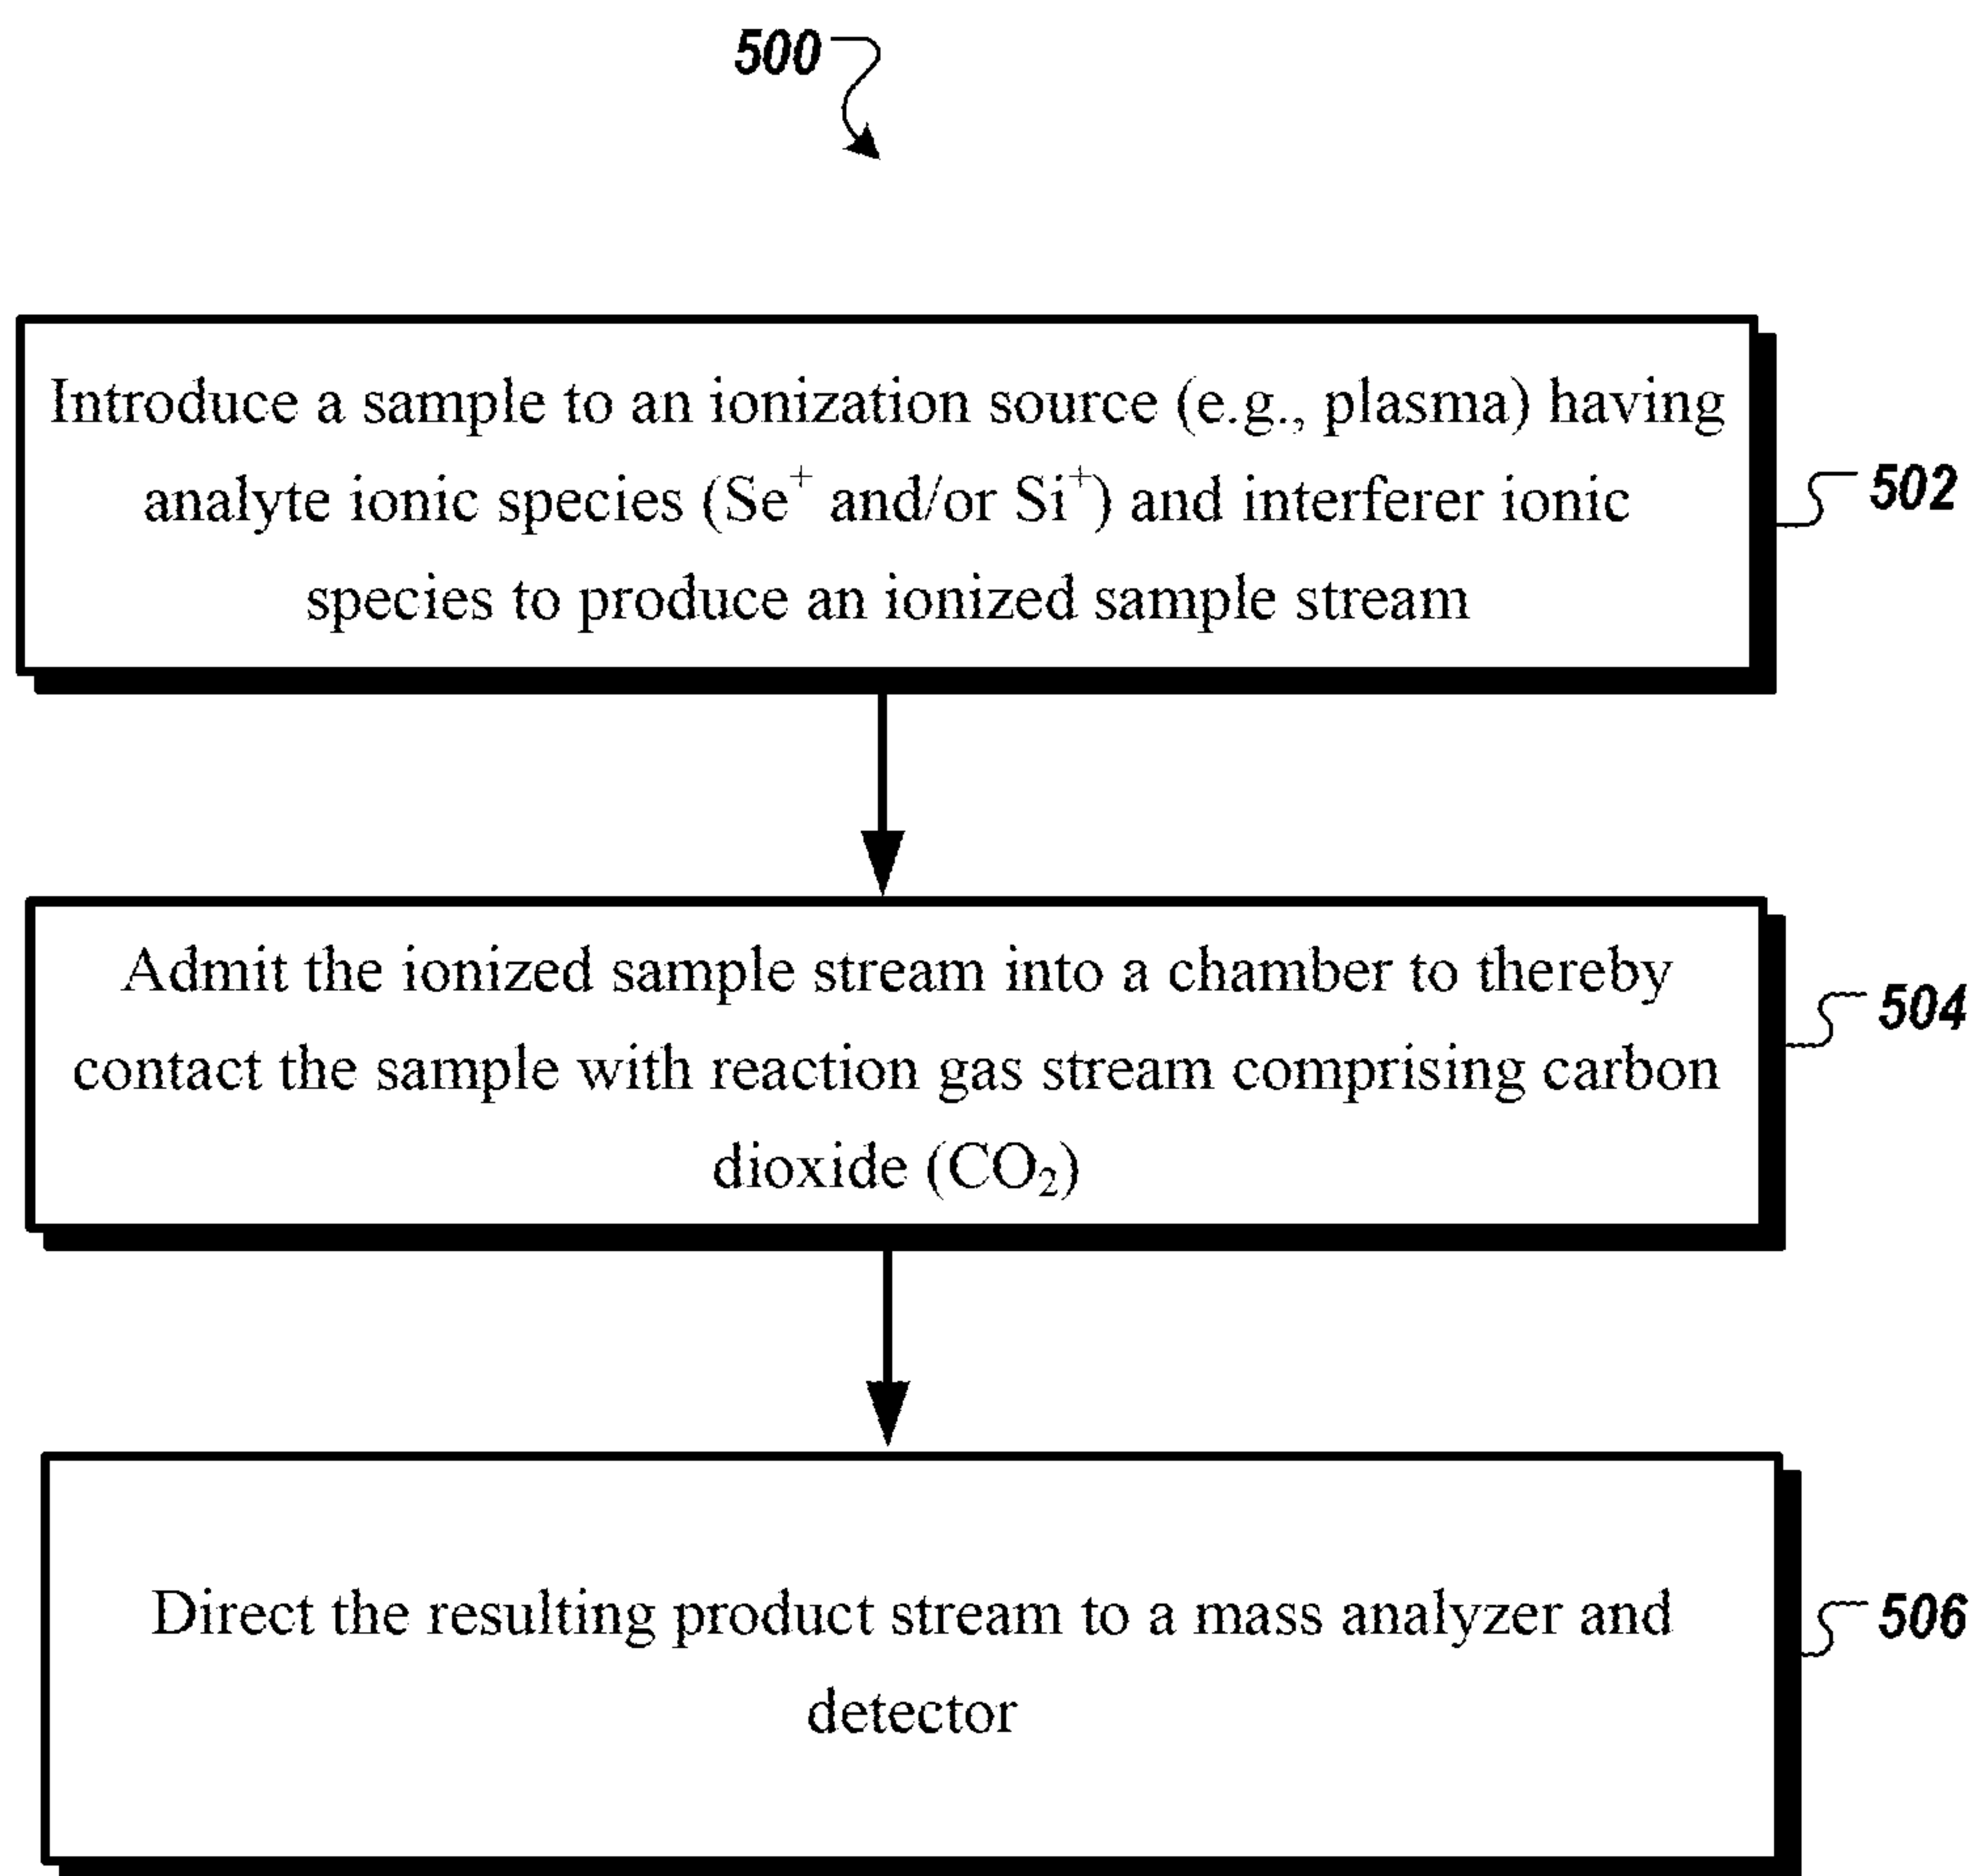 500
Introduce a sample to an ionization source (e.g., plasma) having
analyte ionic species (Se⁺ and/or Si⁺) and interferer ionic
species to produce an ionized sample stream
502
Admit the ionized sample stream into a chamber to thereby
contact the sample with reaction gas stream comprising carbon
dioxide (CO₂)
504
Direct the resulting product stream to a mass analyzer and
detector
506